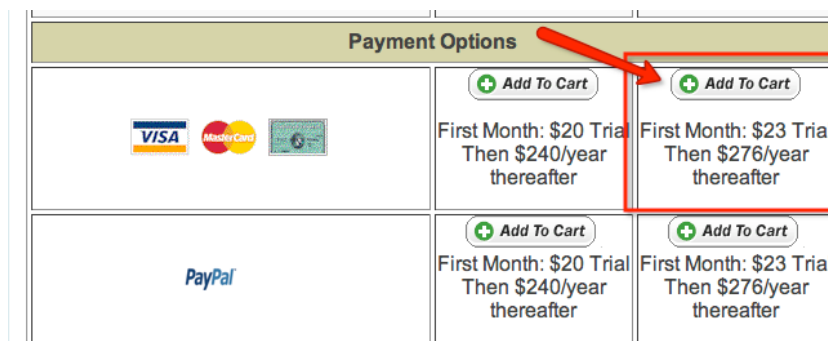 Payment Options
Add To Cart
Add To Cart
VISA
MasterCard
First Month: $20 Trial
Then $240/year
thereafter
First Month: $23 Tria
Then $276/year
thereafter
Add To Cart
Add To Cart
PayPal
First Month: $20 Trial
Then $240/year
thereafter
First Month: $23 Tria
Then $276/year
thereafter